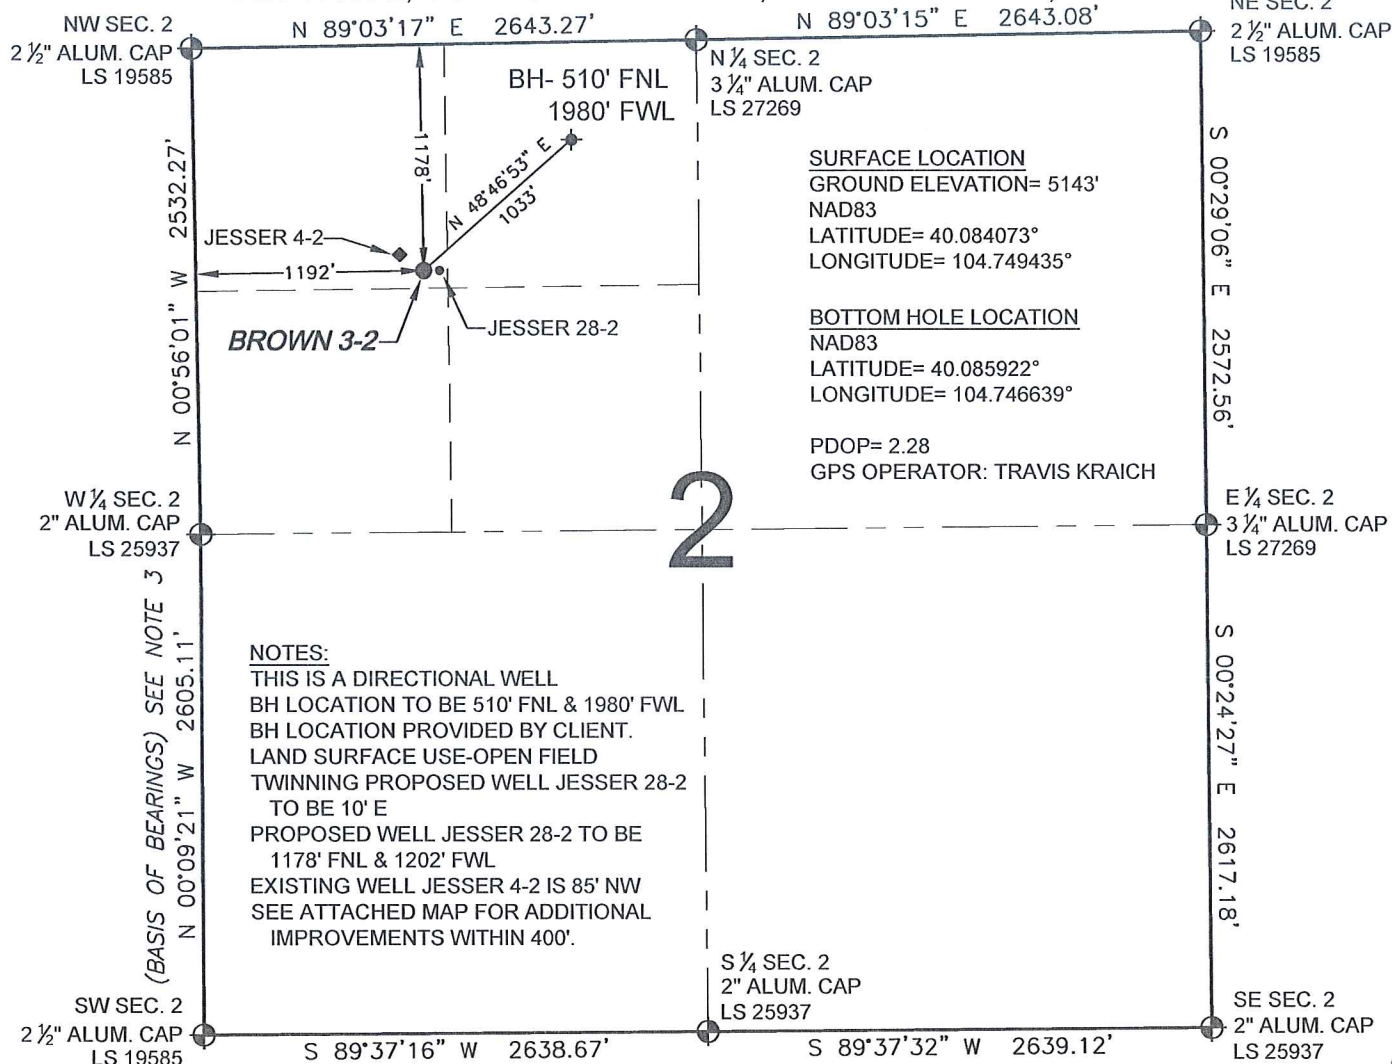 N 89°03'17" E 2643.27'
N 89°03'15" E 2643.08'
NW SEC. 2
2 ½" ALUM. CAP
LS 19585
N ¼ SEC. 2
3 ¼" ALUM. CAP
LS 27269
NE SEC. 2
2 ½" ALUM. CAP
LS 19585
BH- 510' FNL
1980' FWL
1178'
N 48°46'53" E
1033'
JESSER 4-2
1192'
BROWN 3-2
JESSER 28-2
N 00°56'01" W 2532.27'
SURFACE LOCATION
GROUND ELEVATION= 5143'
NAD83
LATITUDE= 40.084073°
LONGITUDE= 104.749435°
BOTTOM HOLE LOCATION
NAD83
LATITUDE= 40.085922°
LONGITUDE= 104.746639°
PDOP= 2.28
GPS OPERATOR: TRAVIS KRAICH
S 00°29'06" E 2572.56'
W ¼ SEC. 2
2" ALUM. CAP
LS 25937
2
E ¼ SEC. 2
3 ¼" ALUM. CAP
LS 27269
(BASIS OF BEARINGS) SEE NOTE 3
N 00°09'21" W 2605.11'
NOTES:
THIS IS A DIRECTIONAL WELL
BH LOCATION TO BE 510' FNL & 1980' FWL
BH LOCATION PROVIDED BY CLIENT.
LAND SURFACE USE-OPEN FIELD
TWINNING PROPOSED WELL JESSER 28-2
TO BE 10' E
PROPOSED WELL JESSER 28-2 TO BE
1178' FNL & 1202' FWL
EXISTING WELL JESSER 4-2 IS 85' NW
SEE ATTACHED MAP FOR ADDITIONAL
IMPROVEMENTS WITHIN 400'.
S 00°24'27" E 2617.18'
SW SEC. 2
2 ½" ALUM. CAP
LS 19585
S ¼ SEC. 2
2" ALUM. CAP
LS 25937
SE SEC. 2
2" ALUM. CAP
LS 25937
S 89°37'16" W 2638.67'
S 89°37'32" W 2639.12'